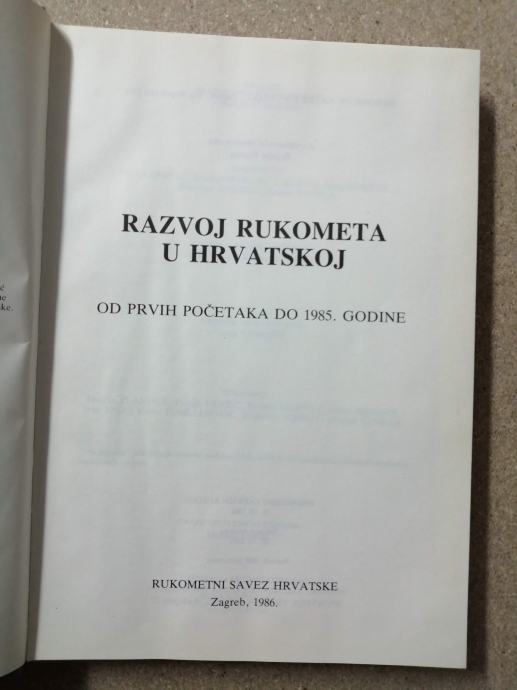 RAZVOJ RUKOMETA
U HRVATSKOJ
OD PRVIH POČETAKA DO 1985. GODINE
RUKOMETNI SAVEZ HRVATSKE
Zagreb, 1986.